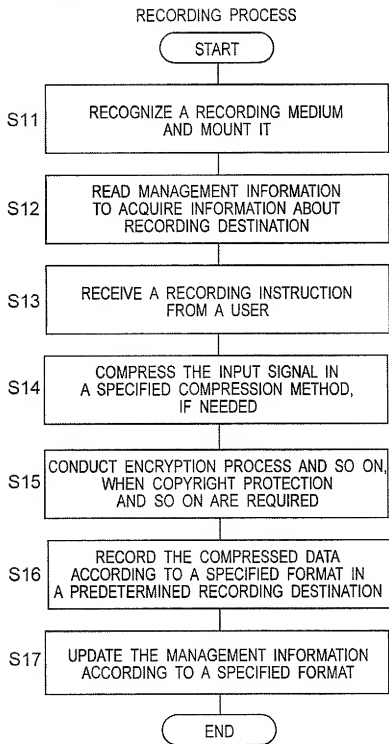 RECORDING PROCESS
START
S11
RECOGNIZE A RECORDING MEDIUM
AND MOUNT IT
S12
READ MANAGEMENT INFORMATION
TO ACQUIRE INFORMATION ABOUT
RECORDING DESTINATION
S13
RECEIVE A RECORDING INSTRUCTION
FROM A USER
S14
COMPRESS THE INPUT SIGNAL IN
A SPECIFIED COMPRESSION METHOD,
IF NEEDED
S15
CONDUCT ENCRYPTION PROCESS AND SO ON,
WHEN COPYRIGHT PROTECTION
AND SO ON ARE REQUIRED
S16
RECORD THE COMPRESSED DATA
ACCORDING TO A SPECIFIED FORMAT IN
A PREDETERMINED RECORDING DESTINATION
S17
UPDATE THE MANAGEMENT INFORMATION
ACCORDING TO A SPECIFIED FORMAT
END